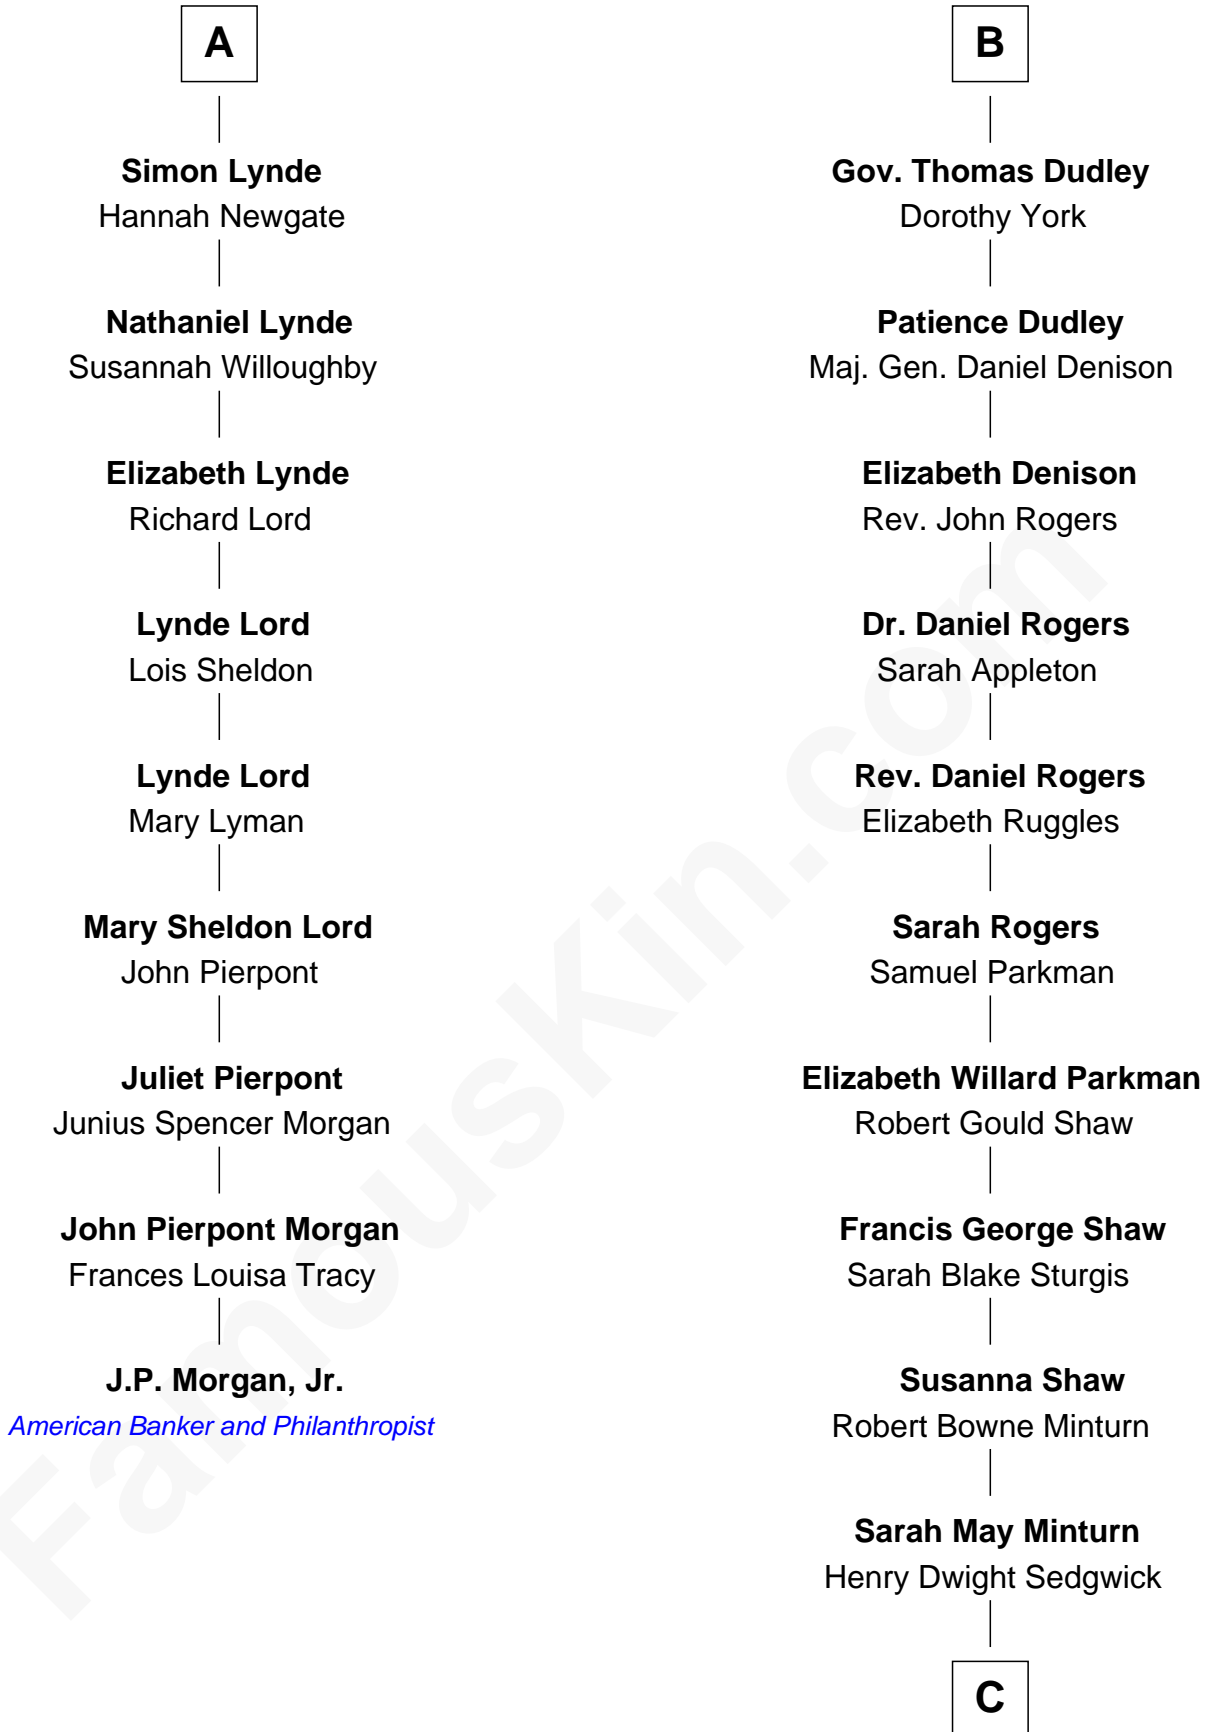 A
Simon Lynde
Hannah Newgate
Nathaniel Lynde
Susannah Willoughby
Elizabeth Lynde
Richard Lord
Lynde Lord
Lois Sheldon
Lynde Lord
Mary Lyman
Mary Sheldon Lord
John Pierpont
Juliet Pierpont
Junius Spencer Morgan
John Pierpont Morgan
Frances Louisa Tracy
J.P. Morgan, Jr.
American Banker and Philanthropist
B
Gov. Thomas Dudley
Dorothy York
Patience Dudley
Maj. Gen. Daniel Denison
Elizabeth Denison
Rev. John Rogers
Dr. Daniel Rogers
Sarah Appleton
Rev. Daniel Rogers
Elizabeth Ruggles
Sarah Rogers
Samuel Parkman
Elizabeth Willard Parkman
Robert Gould Shaw
Francis George Shaw
Sarah Blake Sturgis
Susanna Shaw
Robert Bowne Minturn
Sarah May Minturn
Henry Dwight Sedgwick
C
FamousKin.com